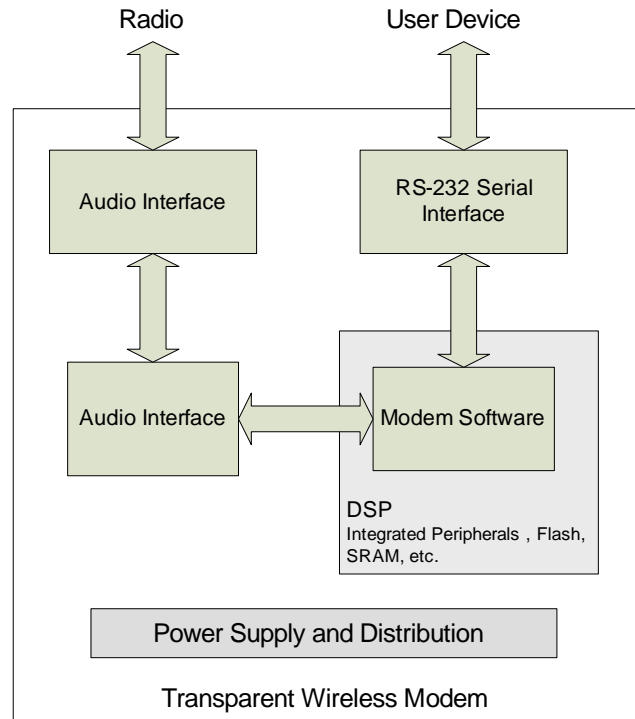 Radio
User Device
Audio Interface
RS-232 Serial
Interface
Audio Interface
Modem Software
DSP
Integrated Peripherals , Flash,
SRAM, etc.
Power Supply and Distribution
Transparent Wireless Modem